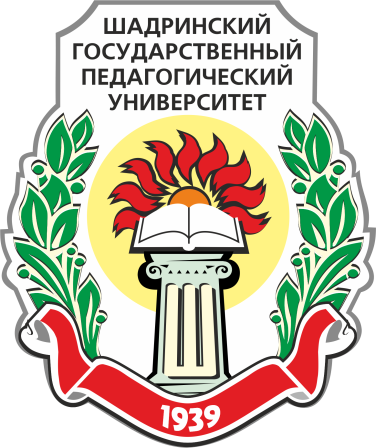 ШАДРИНСКИЙ
ГОСУДАРСТВЕННЫЙ
ПЕДАГОГИЧЕСКИЙ
УНИВЕРСИТЕТ
1939